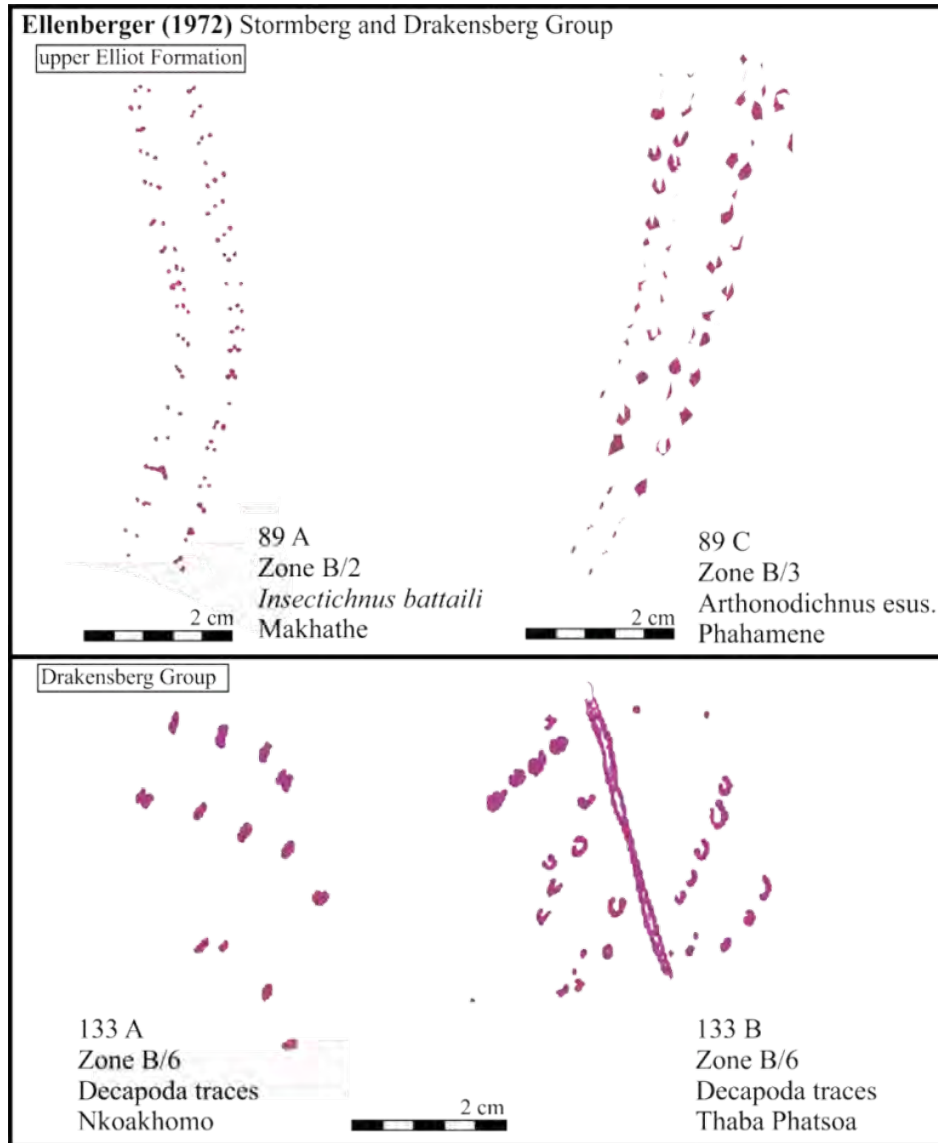 Ellenberger (1972) Stormberg and Drakensberg Group
upper Elliot Formation
89 A
Zone B/2
Insectichnus battaili
Makhathe
2 cm
89 C
Zone B/3
Arthonodichnus esus.
Phahamene
2 cm
Drakensberg Group
133 A
Zone B/6
Decapoda traces
Nkoakhomo
2 cm
133 B
Zone B/6
Decapoda traces
Thaba Phatsoa